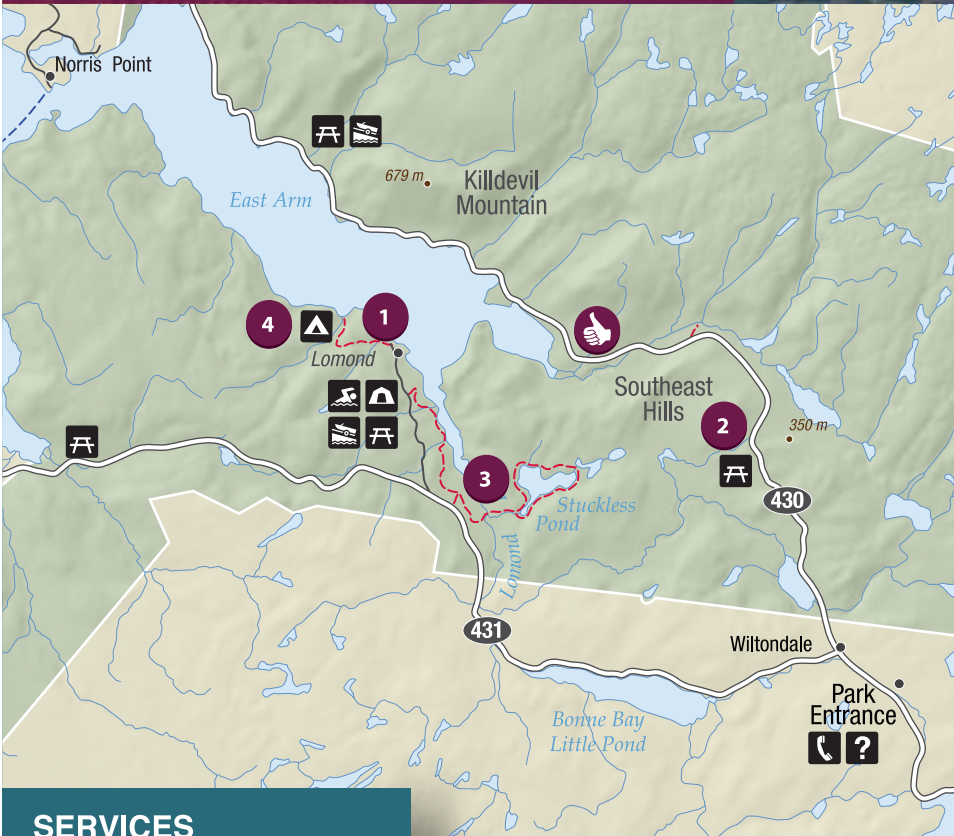 Norris Point
679 m
Killdevil
Mountain
East Arm
4
1
Lomond
Southeast
Hills
2
350 m
3
Stuckless
Pond
430
Lomond
431
Wiltondale
Park
Entrance
?
Bonne Bay
Little Pond
SERVICES